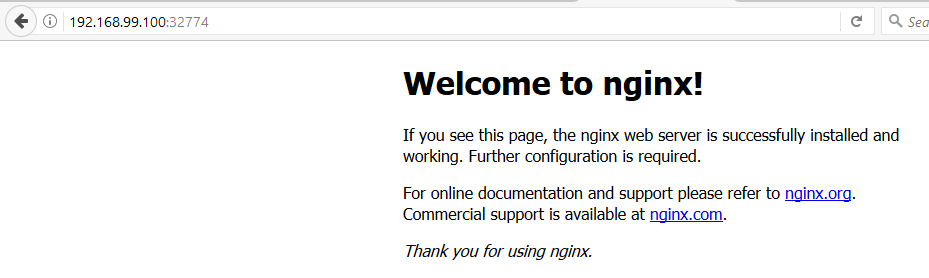 192.168.99.100:32774
Sea
Welcome to nginx!
If you see this page, the nginx web server is successfully installed and
working. Further configuration is required.
For online documentation and support please refer to nginx.org.
Commercial support is available at nginx.com.
Thank you for using nginx.